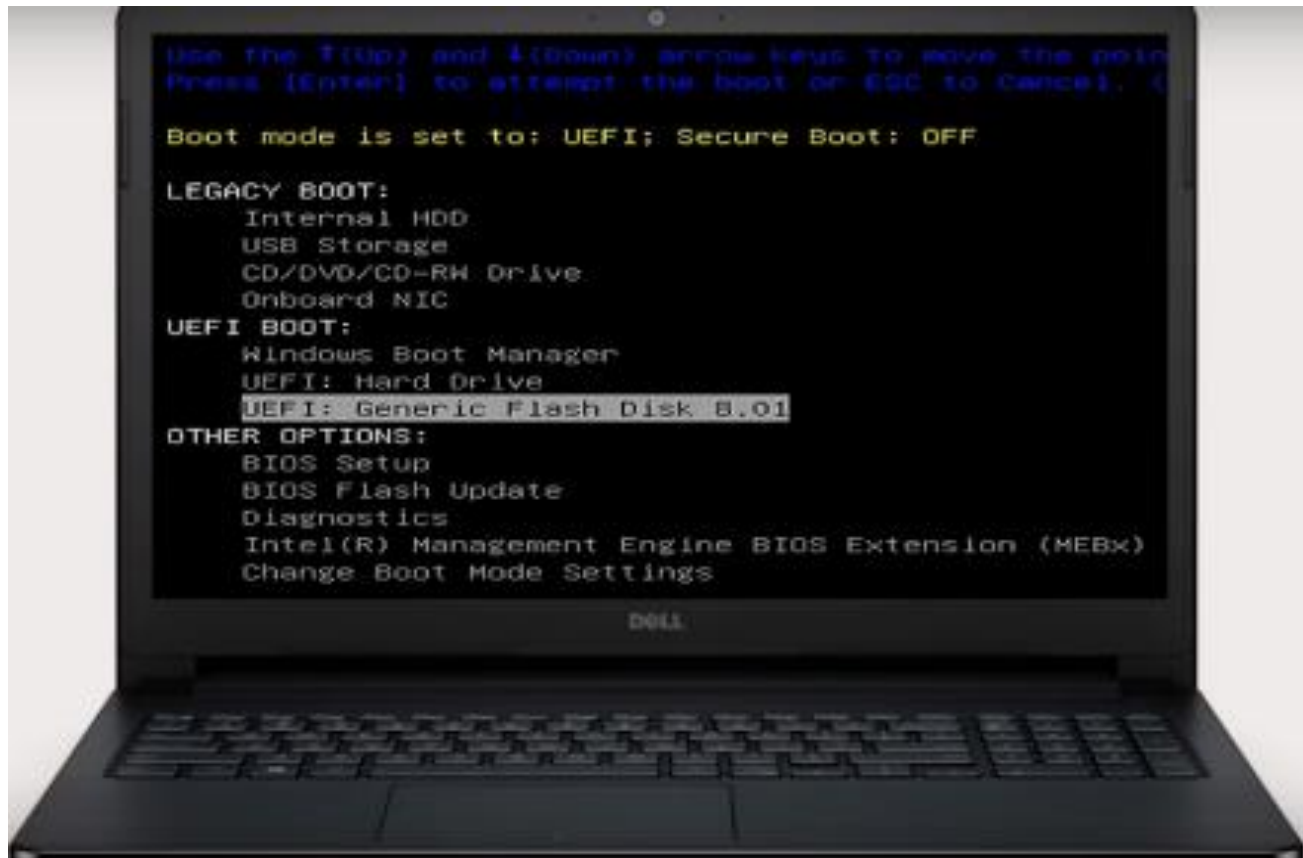 Use the ↑(Up) and ↓(Down) arrow keys to move the poin
Press [Enter] to attempt the boot or ESC to Cancel. (
Boot mode is set to: UEFI; Secure Boot: OFF
LEGACY BOOT:
Internal HDD
USB Storage
CD/DVD/CD-RW Drive
Onboard NIC
UEFI BOOT:
Windows Boot Manager
UEFI: Hard Drive
UEFI: Generic Flash Disk 8.01
OTHER OPTIONS:
BIOS Setup
BIOS Flash Update
Diagnostics
Intel(R) Management Engine BIOS Extension (MEBx)
Change Boot Mode Settings
DELL